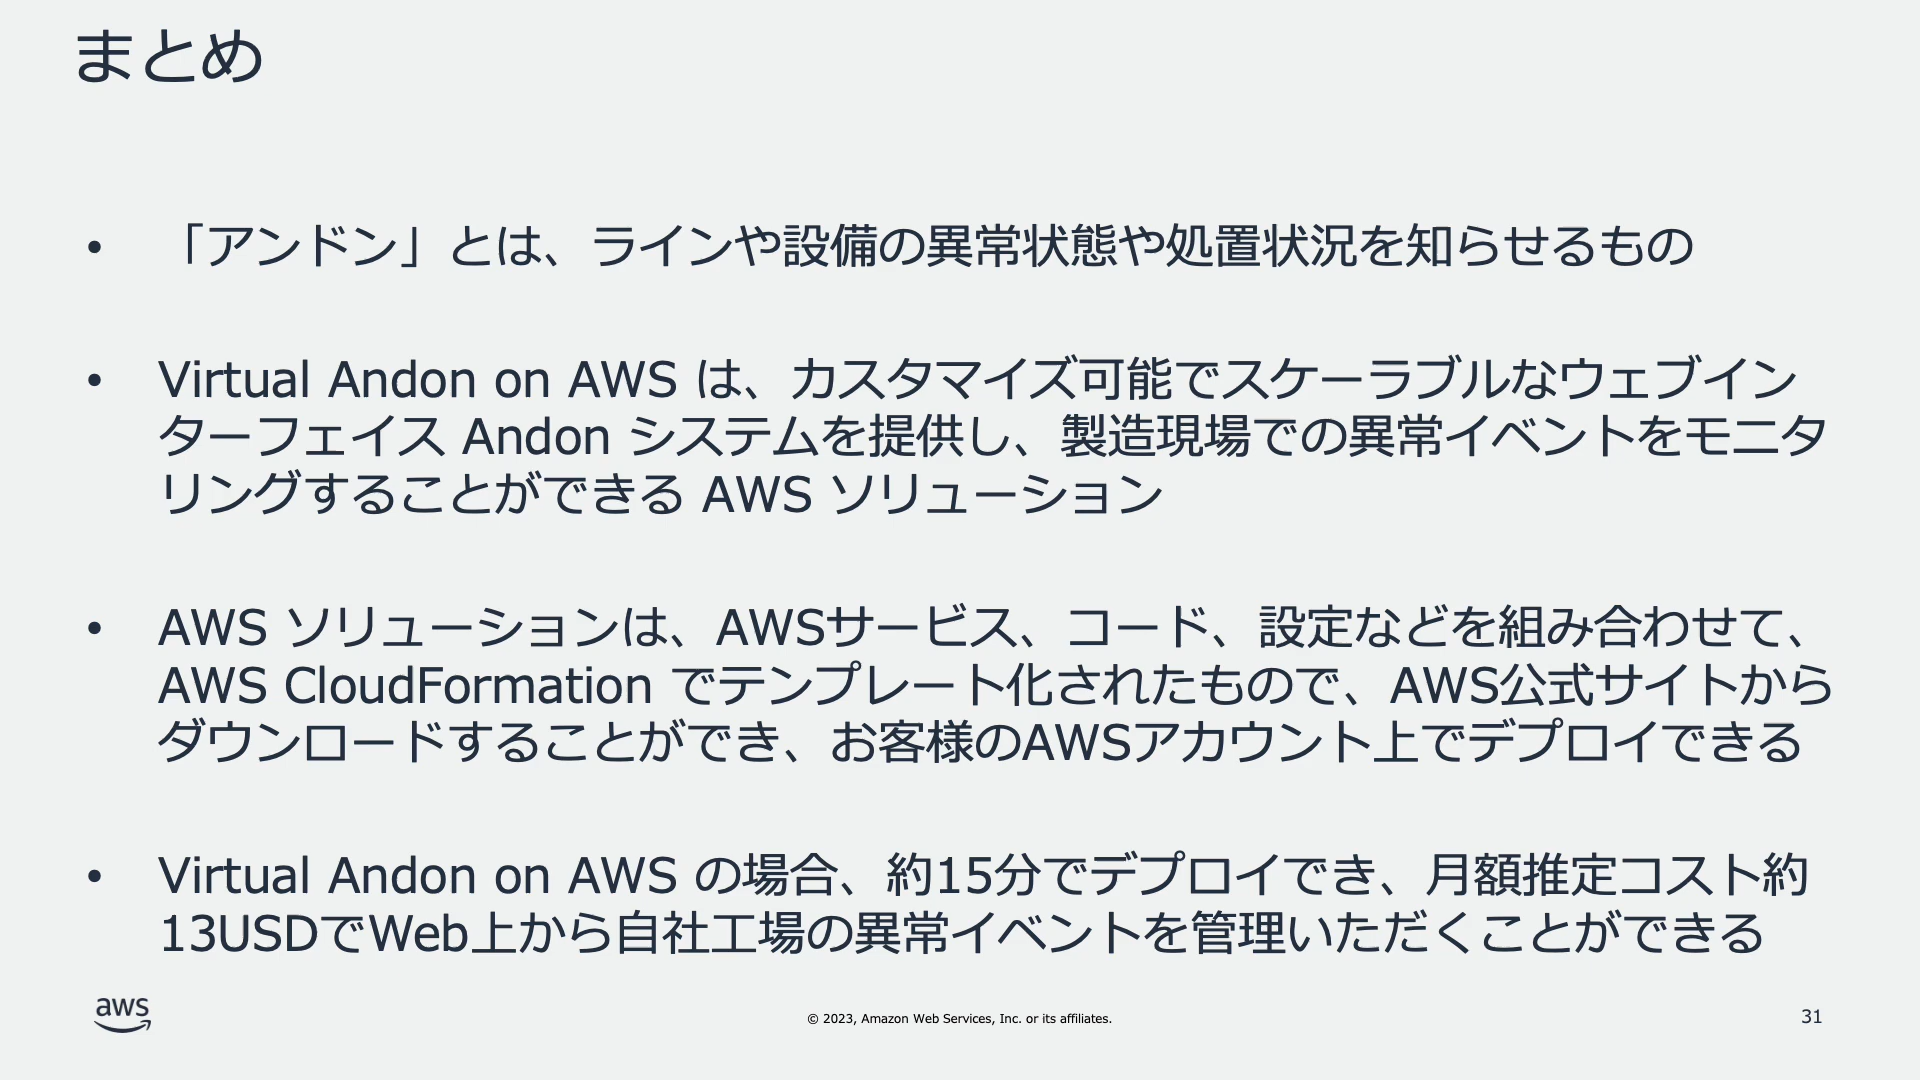 まとめ
• 「アンドン」とは、ラインや設備の異常状態や処置状況を知らせるもの
• Virtual Andon on AWS は、カスタマイズ可能でスケーラブルなウェブイン
ターフェイス Andon システムを提供し、製造現場での異常イベントをモニタ
リングすることができる AWS ソリューション
• AWS ソリューションは、AWSサービス、コード、設定などを組み合わせて、
AWS CloudFormation でテンプレート化されたもので、AWS公式サイトから
ダウンロードすることができ、お客様のAWSアカウント上でデプロイできる
• Virtual Andon on AWS の場合、約15分でデプロイでき、月額推定コスト約
13USDでWeb上から自社工場の異常イベントを管理いただくことができる
aws
© 2023, Amazon Web Services, Inc. or its affiliates.
31